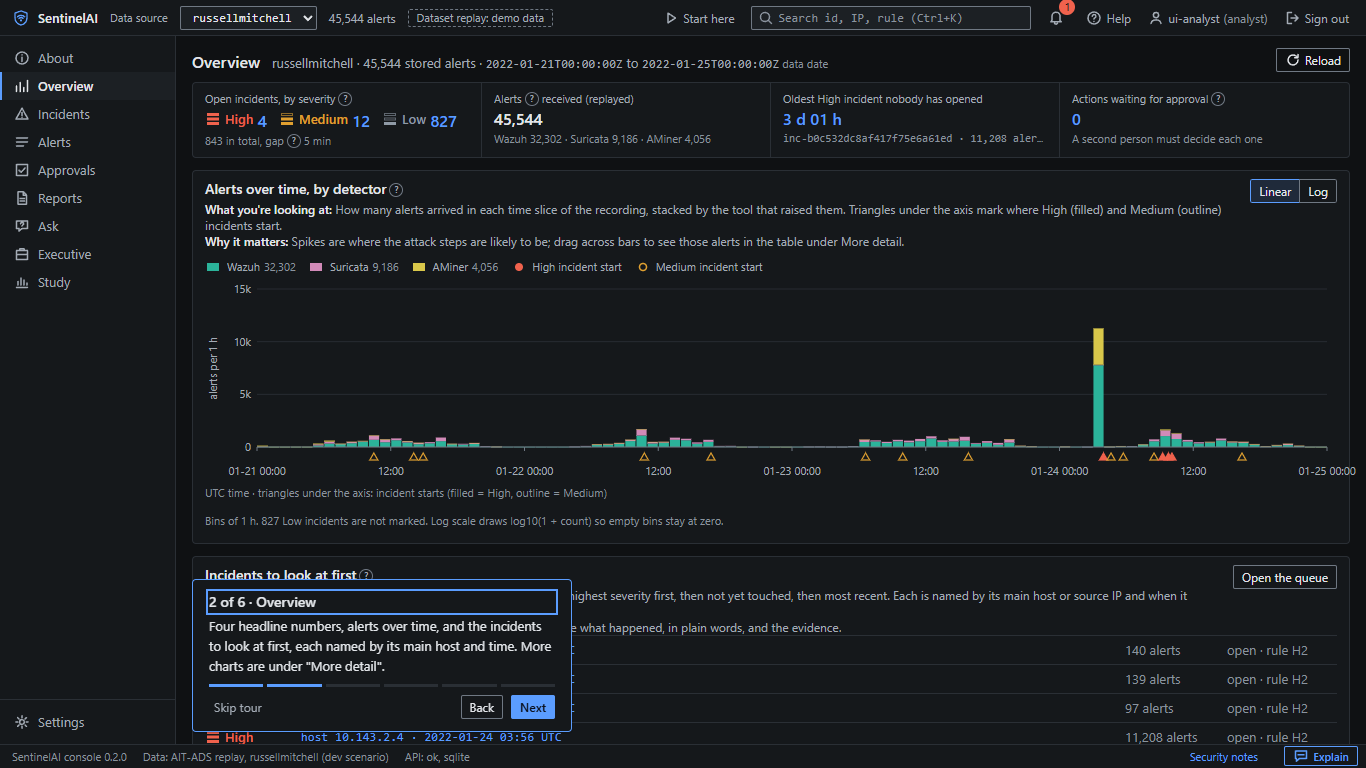 SentinelAI Data source russellmitchell 45,544 alerts Dataset replay: demo data Start here Search id, IP, rule (Ctrl+K) 1 Help ui-analyst (analyst) Sign out
About
Overview
Incidents
Alerts
Approvals
Reports
Ask
Executive
Study
Settings
Overview russellmitchell · 45,544 stored alerts · 2022-01-21T00:00:00Z to 2022-01-25T00:00:00Z data date Reload
Open incidents, by severity ?
High 4 Medium 12 Low 827
843 in total, gap ? 5 min
Alerts ? received (replayed)
45,544
Wazuh 32,302 · Suricata 9,186 · AMiner 4,056
Oldest High incident nobody has opened
3 d 01 h
inc-b0c532dc8af417f75e6a61ed · 11,208 aler…
Actions waiting for approval ?
0
A second person must decide each one
Alerts over time, by detector ? Linear Log
What you're looking at: How many alerts arrived in each time slice of the recording, stacked by the tool that raised them. Triangles under the axis mark where High (filled) and Medium (outline)
incidents start.
Why it matters: Spikes are where the attack steps are likely to be; drag across bars to see those alerts in the table under More detail.
Wazuh 32,302 Suricata 9,186 AMiner 4,056 High incident start Medium incident start
15k
10k
5k
0
alerts per 1 h
01-21 00:00 12:00 01-22 00:00 12:00 01-23 00:00 12:00 01-24 00:00 12:00 01-25 00:00
UTC time · triangles under the axis: incident starts (filled = High, outline = Medium)
Bins of 1 h. 827 Low incidents are not marked. Log scale draws log10(1 + count) so empty bins stay at zero.
Incidents to look at first ? Open the queue
highest severity first, then not yet touched, then most recent. Each is named by its main host or source IP and when it
what happened, in plain words, and the evidence.
140 alerts open · rule H2
139 alerts open · rule H2
97 alerts open · rule H2
High host 10.143.2.4 · 2022-01-24 03:56 UTC 11,208 alerts open · rule H2
2 of 6 · Overview
Four headline numbers, alerts over time, and the incidents
to look at first, each named by its main host and time. More
charts are under "More detail".
Skip tour Back Next
SentinelAI console 0.2.0 Data: AIT-ADS replay, russellmitchell (dev scenario) API: ok, sqlite Security notes Explain